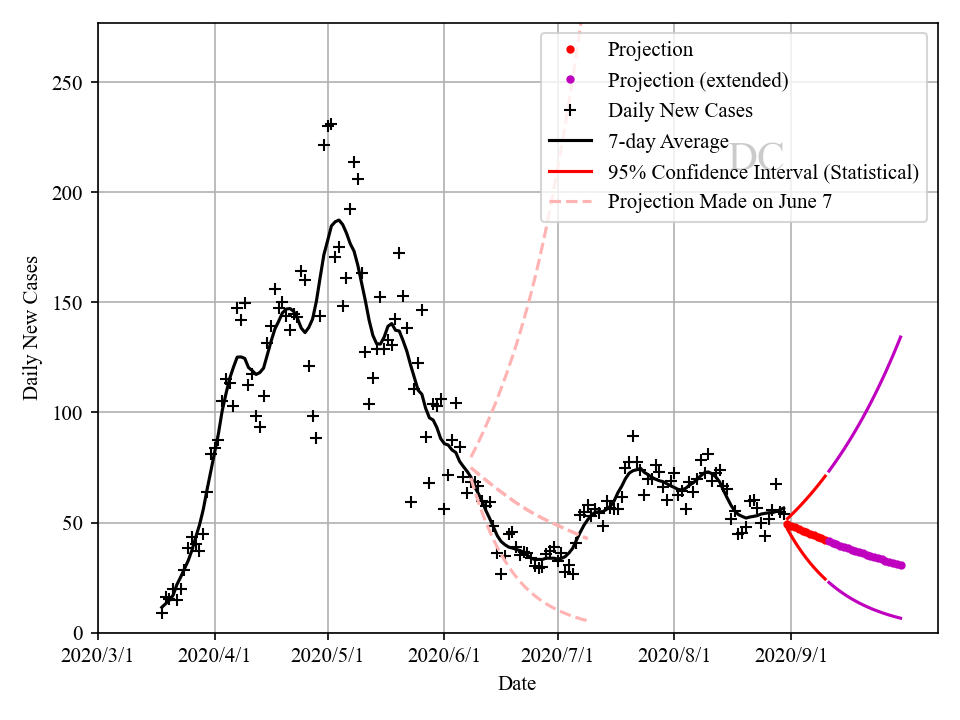 Projection
Projection (extended)
Daily New Cases
7-day Average
DC
95% Confidence Interval (Statistical)
Projection Made on June 7
250
200
150
100
50
0
Daily New Cases
2020/3/1 2020/4/1 2020/5/1 2020/6/1 2020/7/1 2020/8/1 2020/9/1
Date